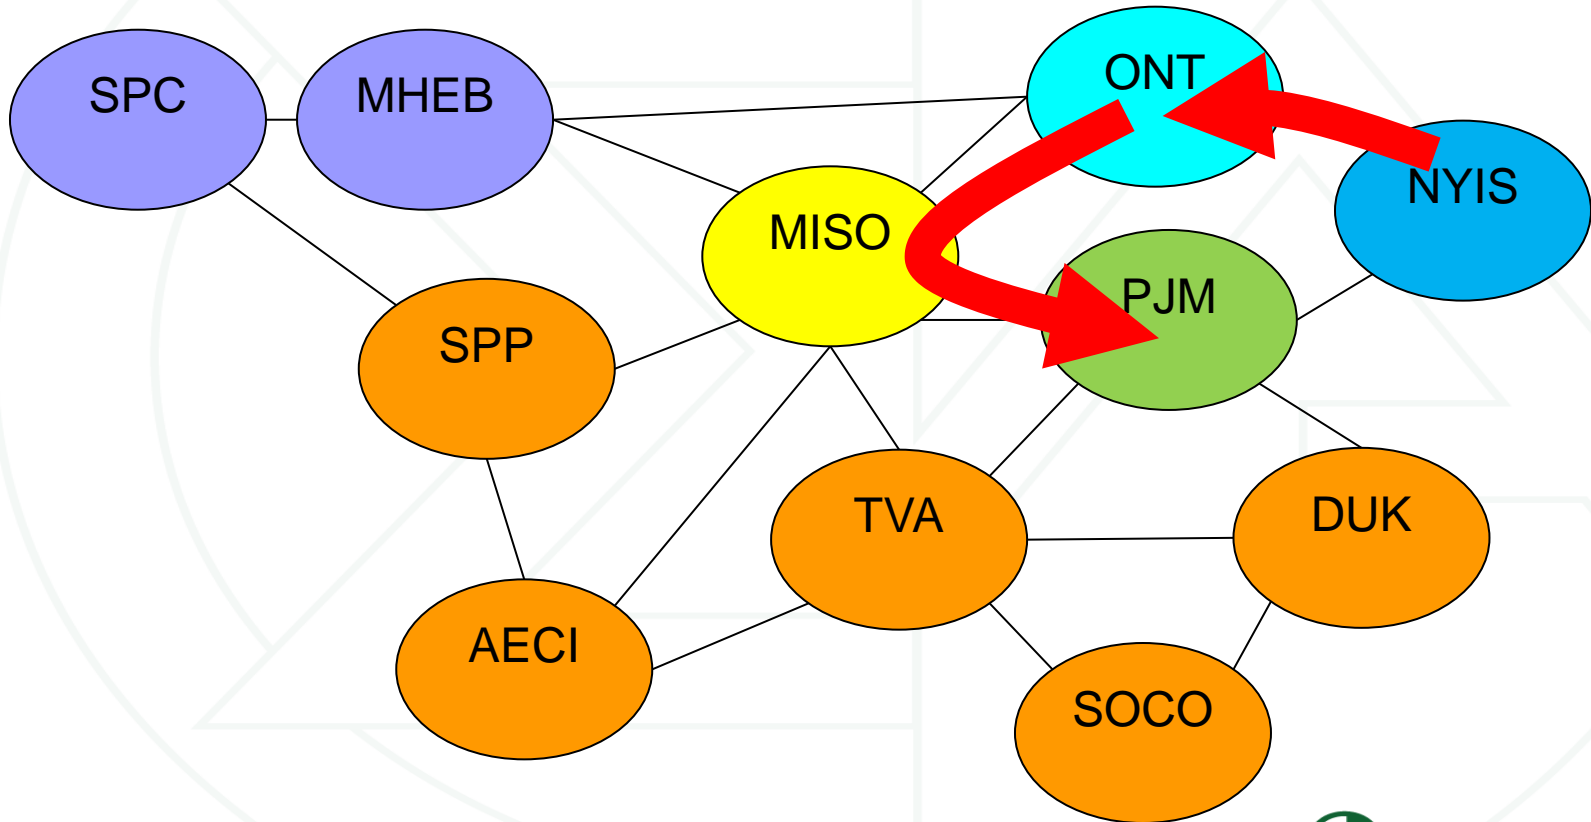 SPC
MHEB
ONT
NYIS
MISO
PJM
SPP
TVA
DUK
AECI
SOCO